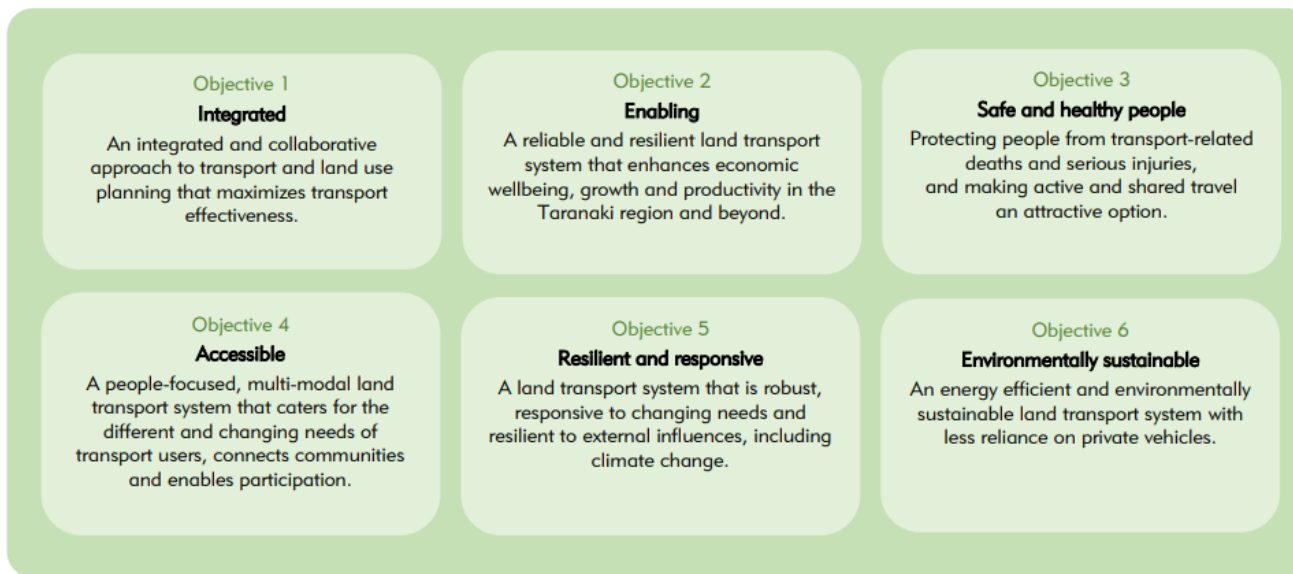 Objective 1
Integrated
An integrated and collaborative
approach to transport and land use
planning that maximizes transport
effectiveness.
Objective 2
Enabling
A reliable and resilient land transport
system that enhances economic
wellbeing, growth and productivity in the
Taranaki region and beyond.
Objective 3
Safe and healthy people
Protecting people from transport-related
deaths and serious injuries,
and making active and shared travel
an attractive option.
Objective 4
Accessible
A people-focused, multi-modal land
transport system that caters for the
different and changing needs of
transport users, connects communities
and enables participation.
Objective 5
Resilient and responsive
A land transport system that is robust,
responsive to changing needs and
resilient to external influences, including
climate change.
Objective 6
Environmentally sustainable
An energy efficient and environmentally
sustainable land transport system with
less reliance on private vehicles.